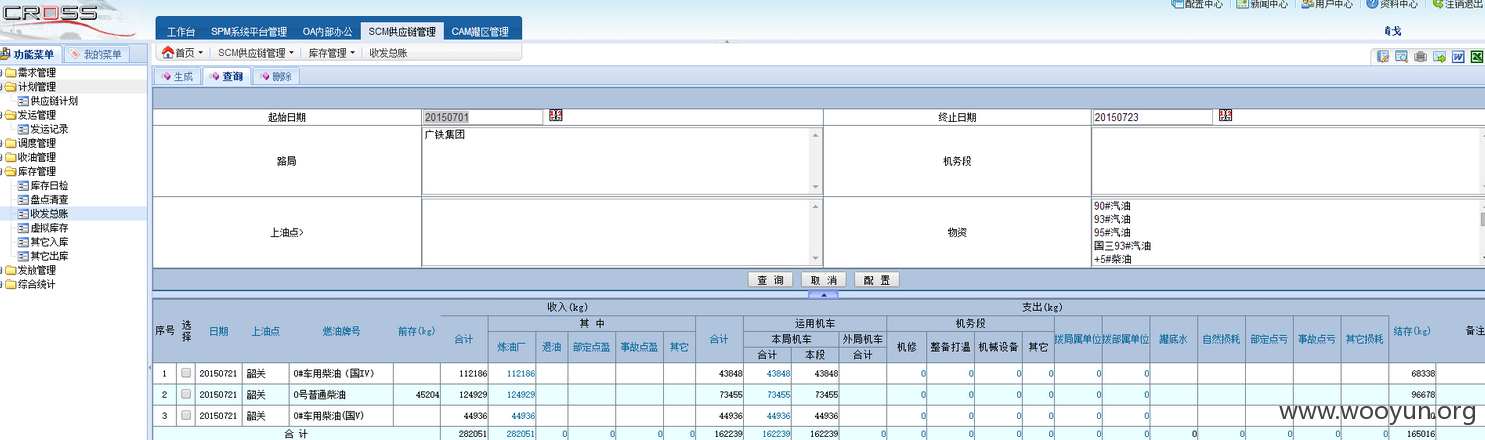 CROSS
配置中心 新闻中心 用户中心 资料中心 注销退出
工作台 SPM系统平台管理 OA内部办公 SCM供应链管理 CAM罐区管理
功能菜单 我的菜单
首页 SCM供应链管理 库存管理 收发总账
需求管理
计划管理
供应链计划
发运管理
发运记录
调度管理
收油管理
库存管理
库存日检
盘点清查
收发总账
虚拟库存
其它入库
其它出库
发放管理
综合统计
生成 查询 删除
起始日期 20150701 终止日期 20150723
路局 广铁集团 机务段
上油点> 物资
90#汽油
93#汽油
95#汽油
国三93#汽油
+5#柴油
查 询 取 消 配 置
序号 选择 日期 上油点 燃油牌号 前存(kg) 收入(kg) 支出(kg) 结存(kg) 备注
合计 其 中 合计 运用机车 机务段 拨局属单位 拨部属单位 罐底水 自然损耗 部定点亏 事故点亏 其它损耗
炼油厂 退油 部定点盈 事故点盈 其它 本局机车 外局机车 机修 整备打温 机械设备 其它
合计 本段 合计
1 20150721 韶关 0#车用柴油（国IV） 112186 112186 43848 43848 43848 0 0 0 0 0 0 68338
2 20150721 韶关 0号普通柴油 45204 124929 124929 73455 73455 73455 0 0 0 0 0 0 96678
3 20150721 韶关 0#车用柴油(国V) 44936 44936 44936 44936 44936 0 0 0 0 0 0
合 计 282051 282051 0 0 0 0 162239 162239 162239 0 0 0 0 0 0 0 0 0 0 0 0 165016
www.wooyun.org